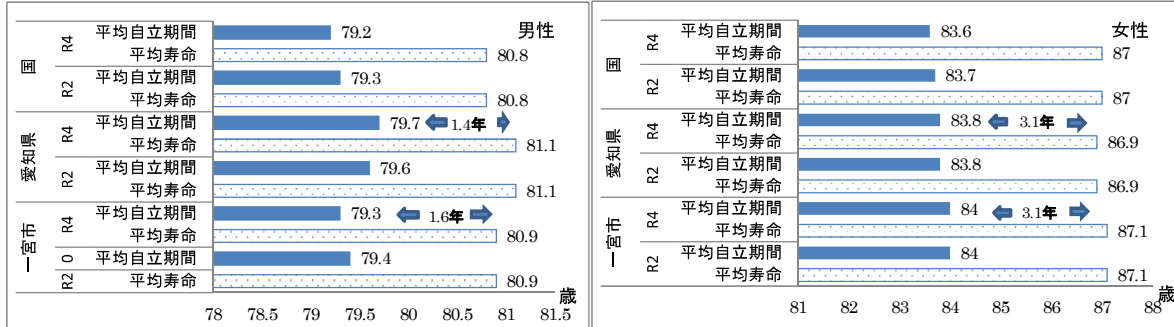 男性
国
R4
平均自立期間
79.2
平均寿命
80.8
R2
平均自立期間
79.3
平均寿命
80.8
愛知県
R4
平均自立期間
79.7
1.4年
平均寿命
81.1
R2
平均自立期間
79.6
平均寿命
81.1
一宮市
R4
平均自立期間
79.3
1.6年
平均寿命
80.9
R2 0
平均自立期間
79.4
平均寿命
80.9
歳
78 78.5 79 79.5 80 80.5 81 81.5
女性
国
R4
平均自立期間
83.6
平均寿命
87
R2
平均自立期間
83.7
平均寿命
87
愛知県
R4
平均自立期間
83.8
3.1年
平均寿命
86.9
R2
平均自立期間
83.8
平均寿命
86.9
一宮市
R4
平均自立期間
84
3.1年
平均寿命
87.1
R2
平均自立期間
84
平均寿命
87.1
歳
81 82 83 84 85 86 87 88